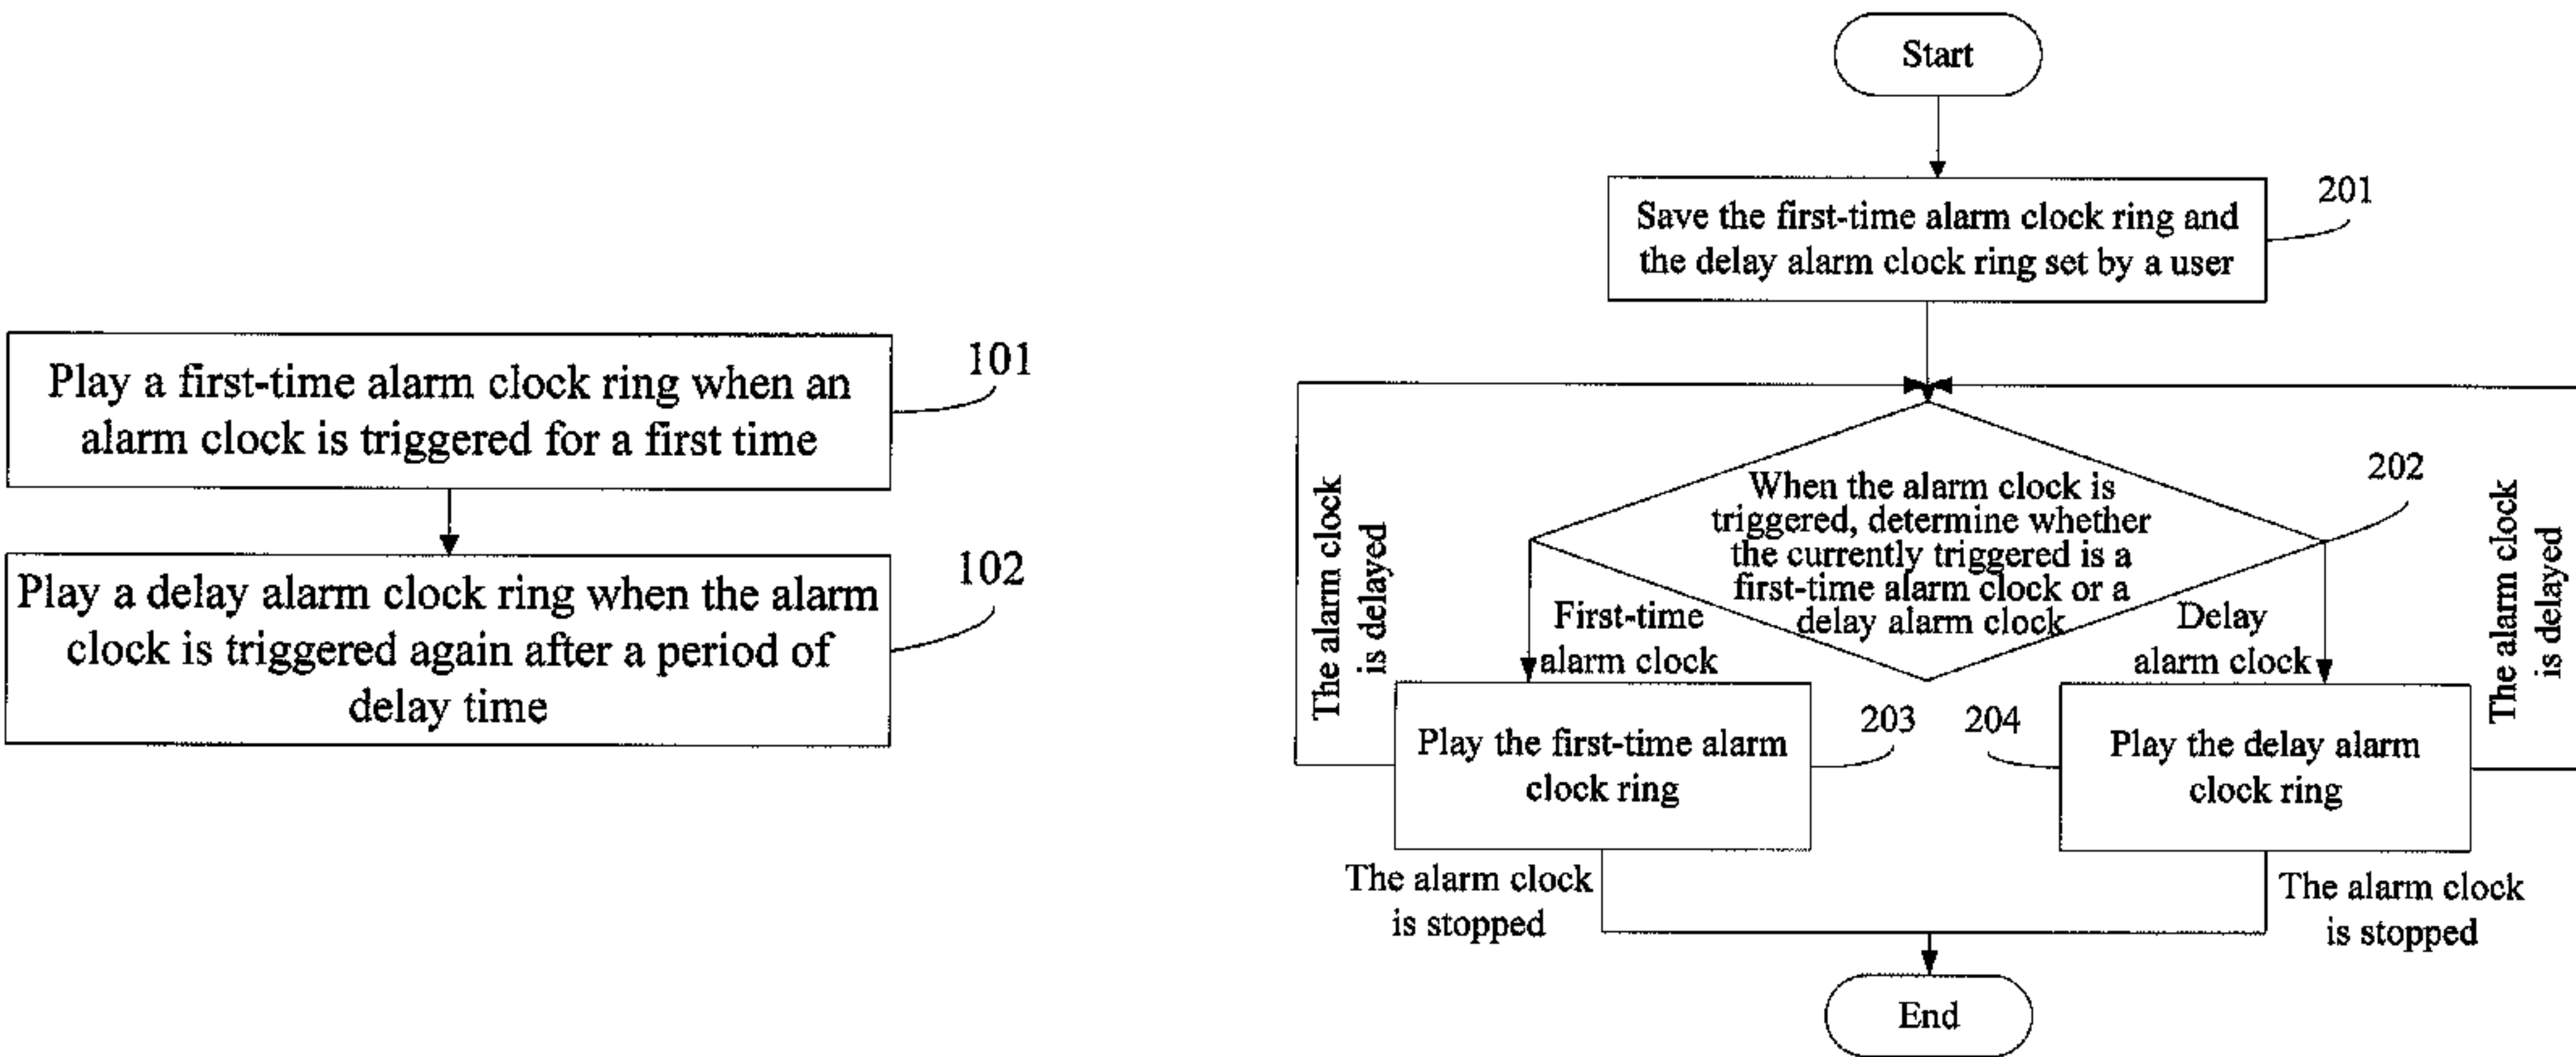 Play a first-time alarm clock ring when an
alarm clock is triggered for a first time
101
Play a delay alarm clock ring when the alarm
clock is triggered again after a period of
delay time
102
Start
Save the first-time alarm clock ring and
the delay alarm clock ring set by a user
201
When the alarm clock is
triggered, determine whether
the currently triggered is a
first-time alarm clock or a
delay alarm clock
202
The alarm clock
is delayed
First-time
alarm clock
Delay
alarm clock
The alarm clock
is delayed
Play the first-time alarm
clock ring
203
204
Play the delay alarm
clock ring
The alarm clock
is stopped
The alarm clock
is stopped
End